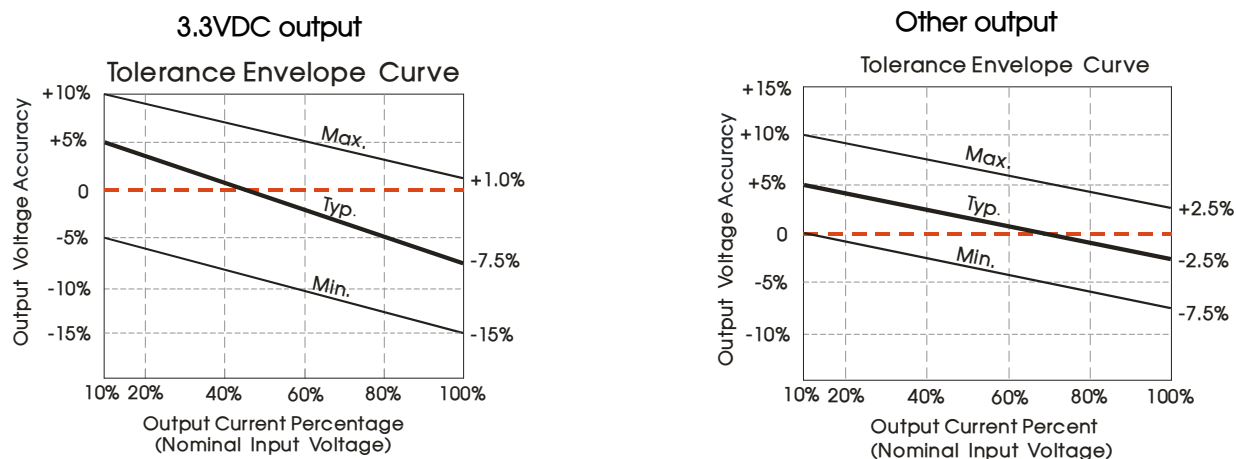 3.3VDC output
Tolerance Envelope Curve
+10%
+5%
0
-5%
-10%
-15%
Output Voltage Accuracy
Max.
Typ.
Min.
+1.0%
-7.5%
-15%
10% 20% 40% 60% 80% 100%
Output Current Percentage
(Nominal Input Voltage)
Other output
Tolerance Envelope Curve
+15%
+10%
+5%
0
-5%
-10%
Output Voltage Accuracy
Max.
Typ.
Min.
+2.5%
-2.5%
-7.5%
10% 20% 40% 60% 80% 100%
Output Current Percent
(Nominal Input Voltage)